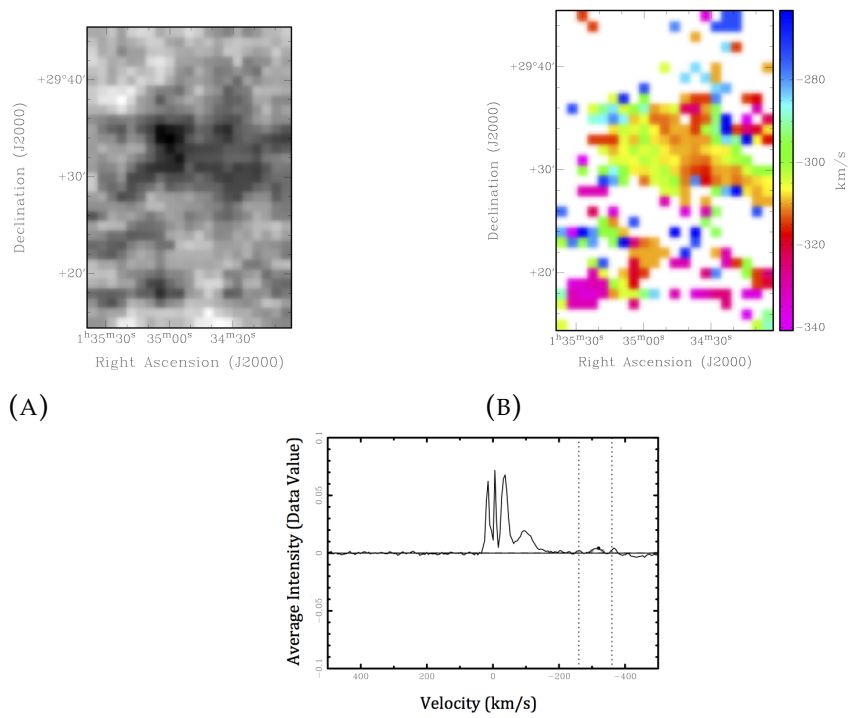 +29°40′
+30′
+20′
Declination (J2000)
1ʰ35ᵐ30ˢ 35ᵐ00ˢ 34ᵐ30ˢ
Right Ascension (J2000)
+29°40′
+30′
+20′
Declination (J2000)
1ʰ35ᵐ30ˢ 35ᵐ00ˢ 34ᵐ30ˢ
Right Ascension (J2000)
−280
−300
−320
−340
km/s
(A)
(B)
0.1
0.05
0
−0.05
−0.1
Average Intensity (Data Value)
400 200 0 −200 −400
Velocity (km/s)